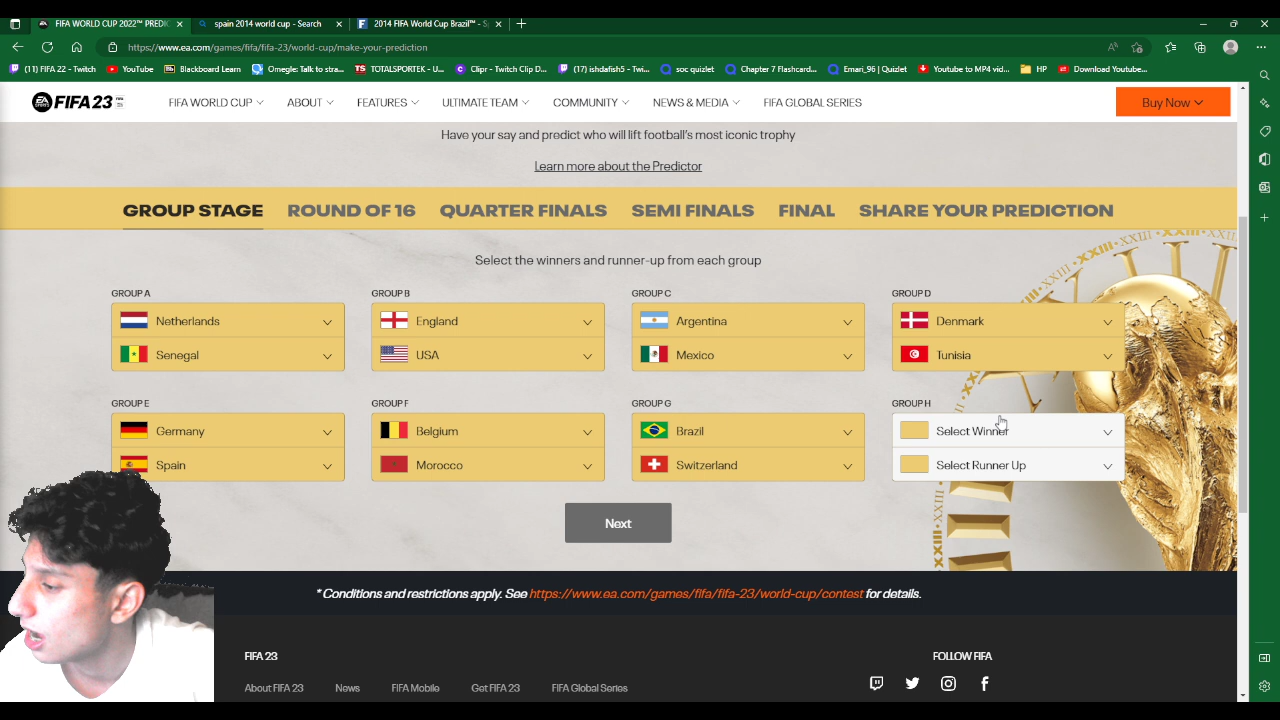 FIFA WORLD CUP 2022™ PREDIC
spain 2014 world cup - Search
2014 FIFA World Cup Brazil™ - Sp
https://www.ea.com/games/fifa/fifa-23/world-cup/make-your-prediction
(11) FIFA 22 - Twitch
YouTube
Blackboard Learn
Omegle: Talk to stra...
TOTALSPORTEK - U...
Clipr - Twitch Clip D...
(17) ishdafish5 - Twi...
soc quizlet
Chapter 7 Flashcard...
Emari_96 | Quizlet
Youtube to MP4 vid...
HP
Download Youtube...
EA SPORTS FIFA 23
FIFA WORLD CUP
ABOUT
FEATURES
ULTIMATE TEAM
COMMUNITY
NEWS & MEDIA
FIFA GLOBAL SERIES
Buy Now
Have your say and predict who will lift football's most iconic trophy
Learn more about the Predictor
GROUP STAGE
ROUND OF 16
QUARTER FINALS
SEMI FINALS
FINAL
SHARE YOUR PREDICTION
Select the winners and runner-up from each group
GROUP A
Netherlands
Senegal
GROUP B
England
USA
GROUP C
Argentina
Mexico
GROUP D
Denmark
Tunisia
GROUP E
Germany
Spain
GROUP F
Belgium
Morocco
GROUP G
Brazil
Switzerland
GROUP H
Select Winner
Select Runner Up
Next
* Conditions and restrictions apply. See https://www.ea.com/games/fifa/fifa-23/world-cup/contest for details.
FIFA 23
FOLLOW FIFA
About FIFA 23
News
FIFA Mobile
Get FIFA 23
FIFA Global Series